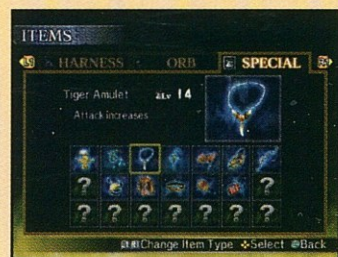 ITEMS
HARNESS ORB SPECIAL
Tiger Amulet Lv 14
Attack increases
?
? ?
? ? ? ? ? ? ?
Change Item Type Select Back